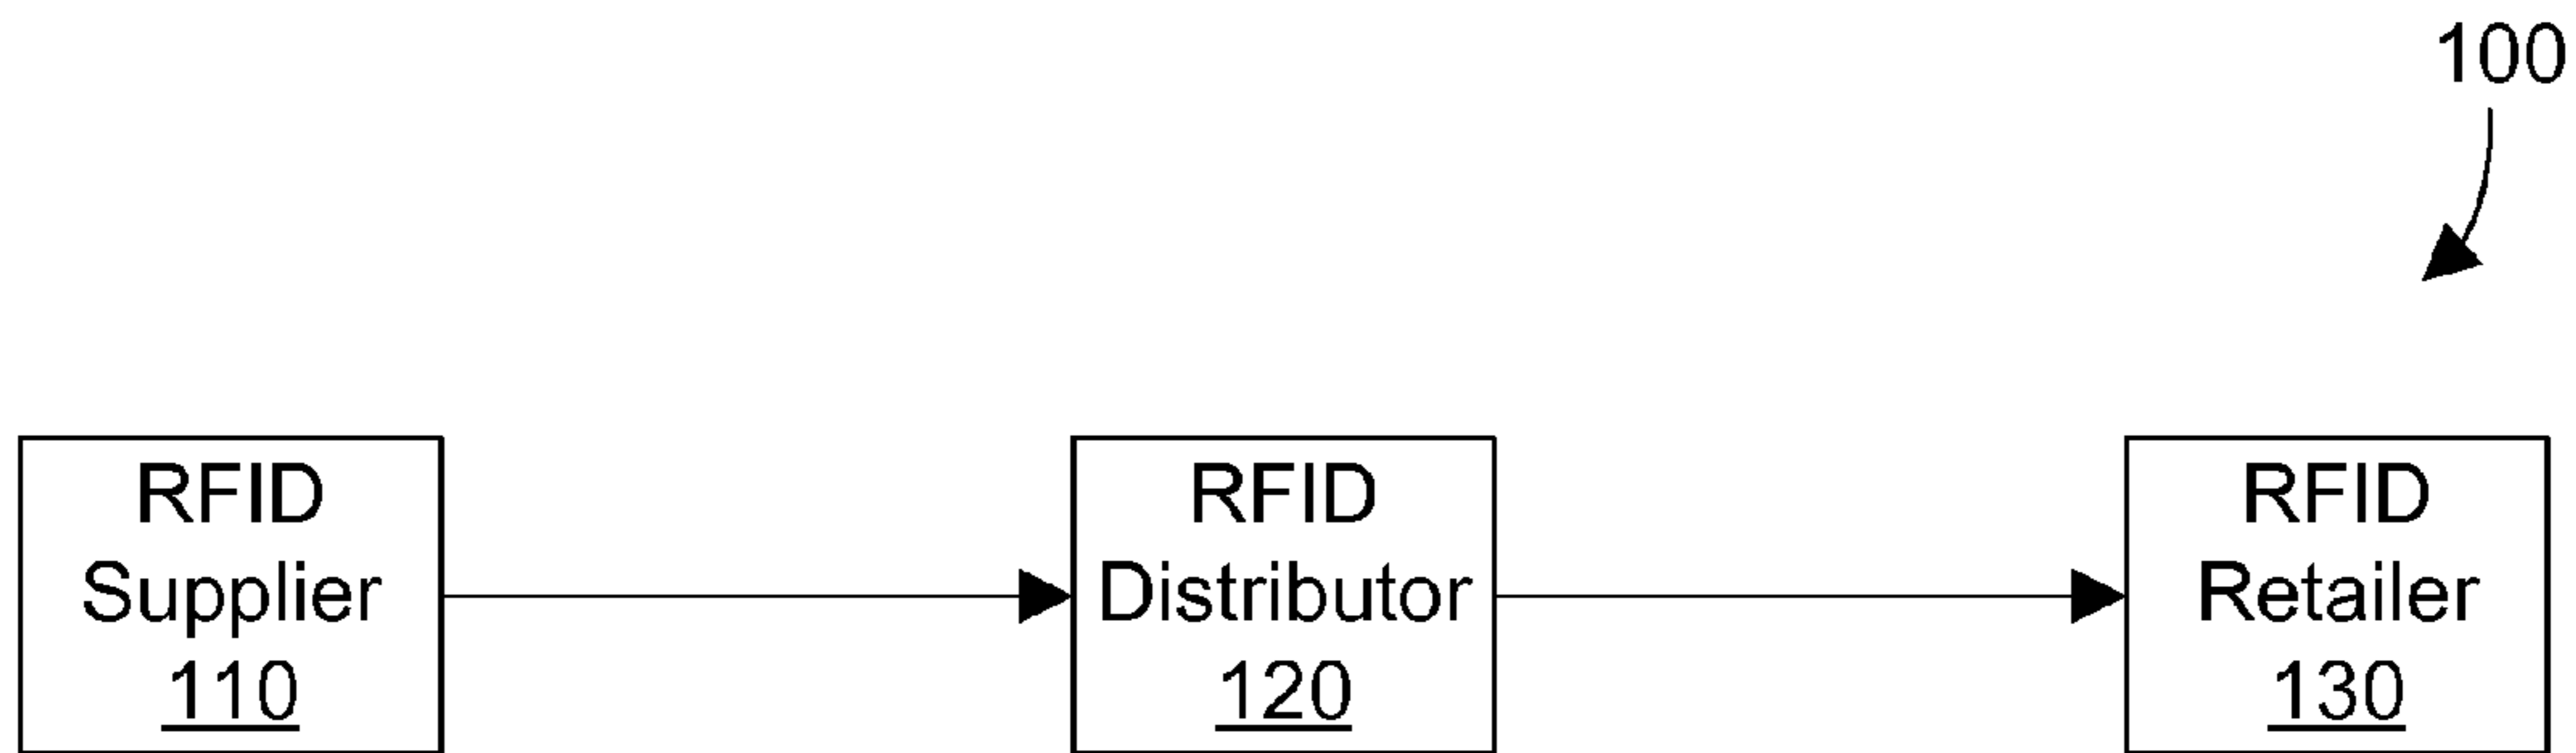 100
RFID
Supplier
110
RFID
Distributor
120
RFID
Retailer
130